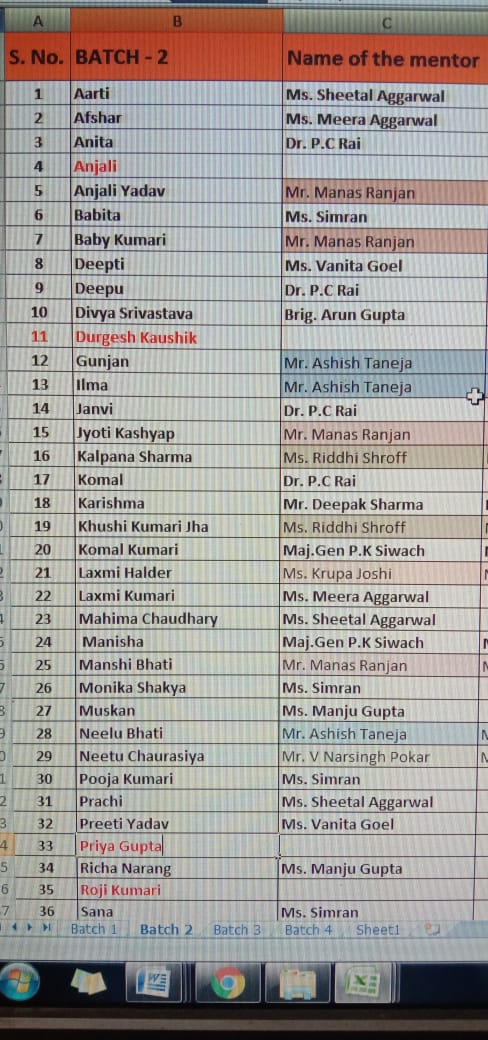 A B C
S. No. BATCH - 2 Name of the mentor
1 Aarti Ms. Sheetal Aggarwal
2 Afshar Ms. Meera Aggarwal
3 Anita Dr. P.C Rai
4 Anjali
5 Anjali Yadav Mr. Manas Ranjan
6 Babita Ms. Simran
7 Baby Kumari Mr. Manas Ranjan
8 Deepti Ms. Vanita Goel
9 Deepu Dr. P.C Rai
10 Divya Srivastava Brig. Arun Gupta
11 Durgesh Kaushik
12 Gunjan Mr. Ashish Taneja
13 Ilma Mr. Ashish Taneja
14 Janvi Dr. P.C Rai
15 Jyoti Kashyap Mr. Manas Ranjan
16 Kalpana Sharma Ms. Riddhi Shroff
17 Komal Dr. P.C Rai
18 Karishma Mr. Deepak Sharma
19 Khushi Kumari Jha Ms. Riddhi Shroff
20 Komal Kumari Maj.Gen P.K Siwach
21 Laxmi Halder Ms. Krupa Joshi
22 Laxmi Kumari Ms. Meera Aggarwal
23 Mahima Chaudhary Ms. Sheetal Aggarwal
24 Manisha Maj.Gen P.K Siwach
25 Manshi Bhati Mr. Manas Ranjan
26 Monika Shakya Ms. Simran
27 Muskan Ms. Manju Gupta
28 Neelu Bhati Mr. Ashish Taneja
29 Neetu Chaurasiya Mr. V Narsingh Pokar
30 Pooja Kumari Ms. Simran
31 Prachi Ms. Sheetal Aggarwal
32 Preeti Yadav Ms. Vanita Goel
33 Priya Gupta
34 Richa Narang Ms. Manju Gupta
35 Roji Kumari
36 Sana Ms. Simran
Batch 1 Batch 2 Batch 3 Batch 4 Sheet1